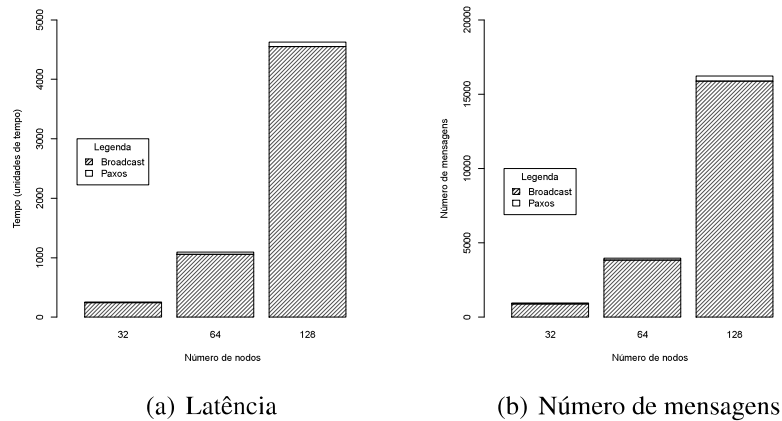 Tempo (unidades de tempo)
0
1000
2000
3000
4000
5000
Legenda
Broadcast
Paxos
32
64
128
Número de nodos
(a) Latência
Número de mensagens
0
5000
10000
15000
20000
Legenda
Broadcast
Paxos
32
64
128
Número de nodos
(b) Número de mensagens